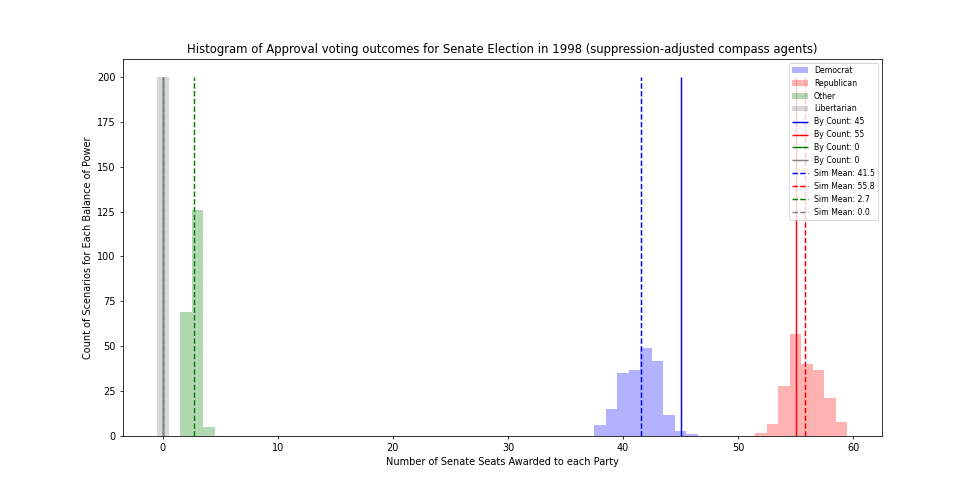 Histogram of Approval voting outcomes for Senate Election in 1998 (suppression-adjusted compass agents)
Count of Scenarios for Each Balance of Power
200
175
150
125
100
75
50
25
0
Democrat
Republican
Other
Libertarian
By Count: 45
By Count: 55
By Count: 0
By Count: 0
Sim Mean: 41.5
Sim Mean: 55.8
Sim Mean: 2.7
Sim Mean: 0.0
0 10 20 30 40 50 60
Number of Senate Seats Awarded to each Party